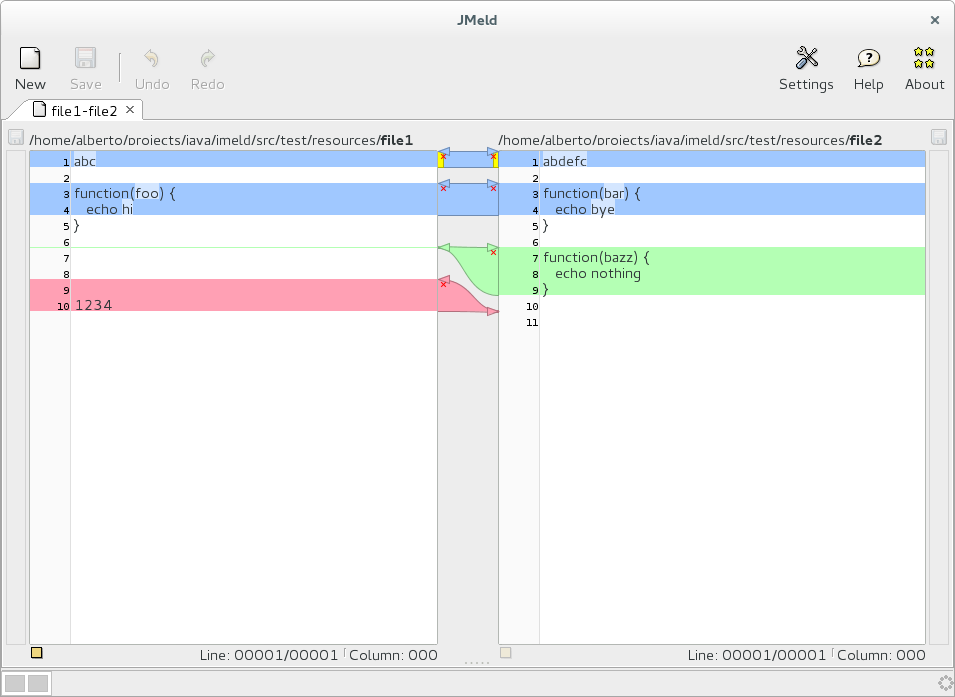 JMeld
New Save Undo Redo Settings Help About
file1-file2
/home/alberto/projects/java/jmeld/src/test/resources/file1
1 abc
2
3 function(foo) {
4 echo hi
5 }
6
7
8
9
10 1234
Line: 00001/00001 Column: 000
/home/alberto/projects/java/jmeld/src/test/resources/file2
1 abdefc
2
3 function(bar) {
4 echo bye
5 }
6
7 function(bazz) {
8 echo nothing
9 }
10
11
Line: 00001/00001 Column: 000